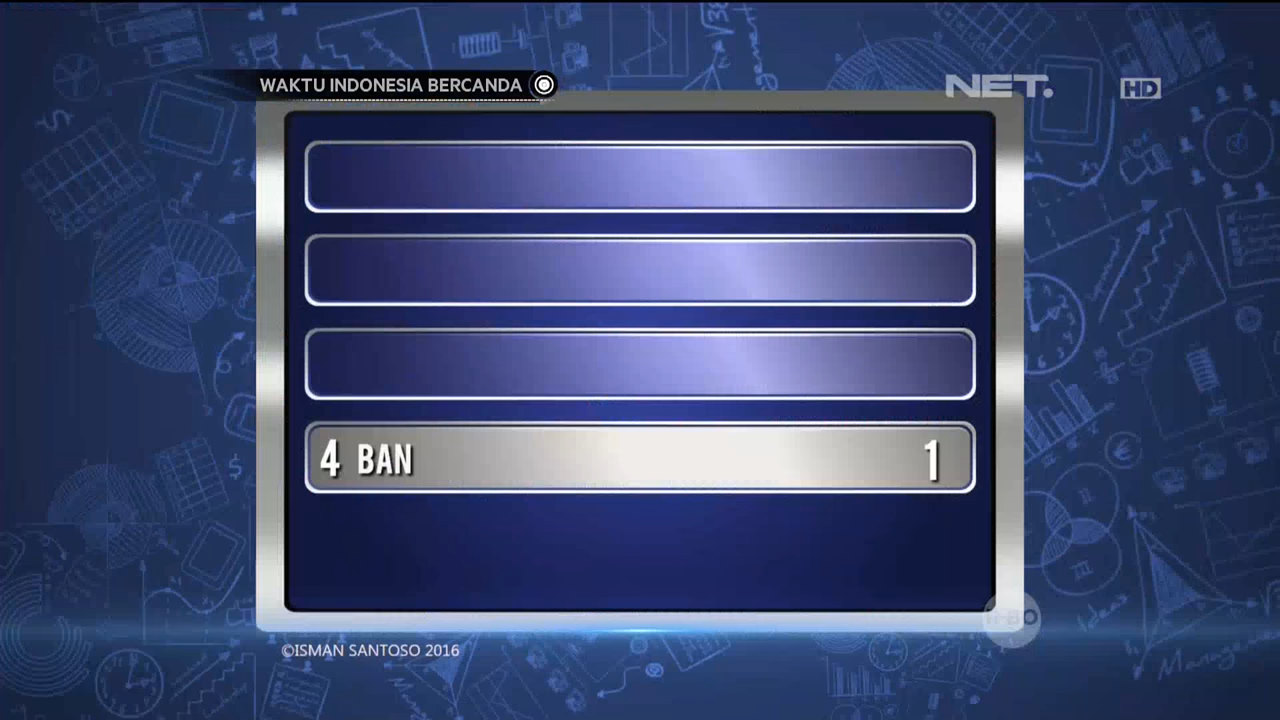 WAKTU INDONESIA BERCANDA
NET.
HD
4 BAN 1
©ISMAN SANTOSO 2016